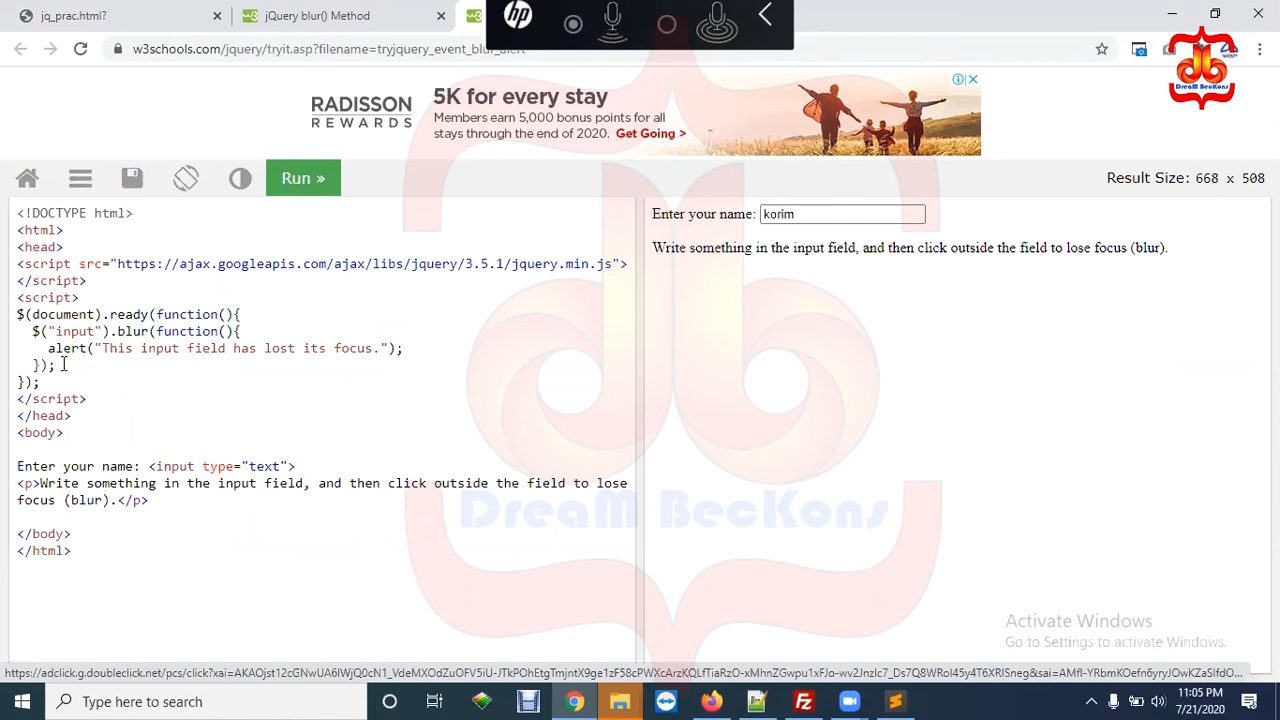 jq_prac.html?
jQuery blur() Method
w3schools.com/jquery/tryit.asp?filename=tryjquery_event_blur_alert
RADISSON
REWARDS
5K for every stay
Members earn 5,000 bonus points for all
stays through the end of 2020. Get Going >
DreaM BecKons
Run »
Result Size: 668 x 508
<!DOCTYPE html>
<html>
<head>
<script src="https://ajax.googleapis.com/ajax/libs/jquery/3.5.1/jquery.min.js">
</script>
<script>
$(document).ready(function(){
$("input").blur(function(){
alert("This input field has lost its focus.");
});
});
</script>
</head>
<body>
Enter your name: <input type="text">
<p>Write something in the input field, and then click outside the field to lose
focus (blur).</p>
</body>
</html>
Enter your name: korim
Write something in the input field, and then click outside the field to lose focus (blur).
DreaM BecKons
Activate Windows
Go to Settings to activate Windows.
Type here to search
11:05 PM
7/21/2020